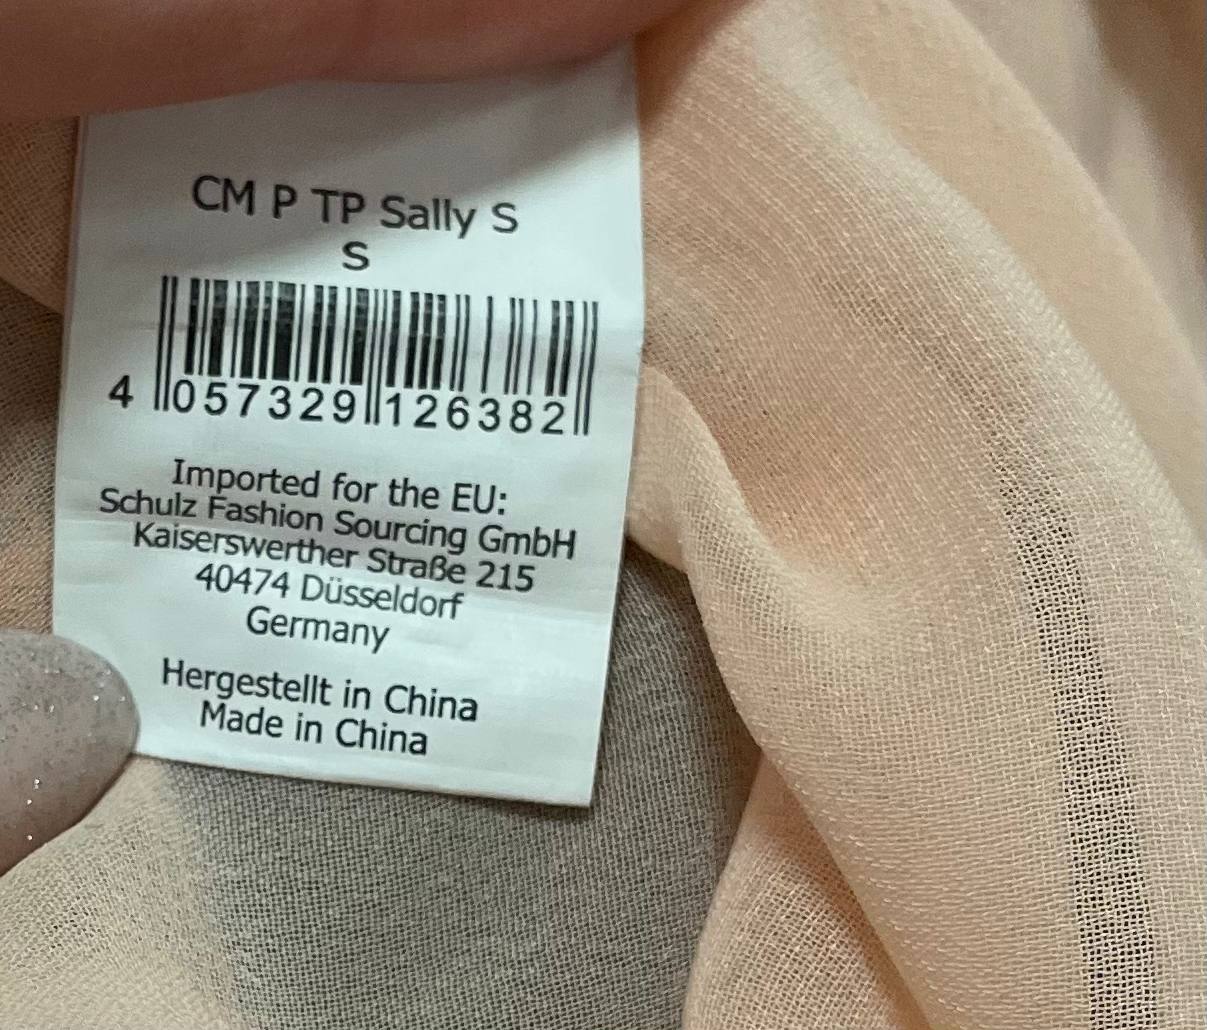 CM P TP Sally S
S
4 057329 126382
Imported for the EU:
Schulz Fashion Sourcing GmbH
Kaiserswerther Straße 215
40474 Düsseldorf
Germany
Hergestellt in China
Made in China